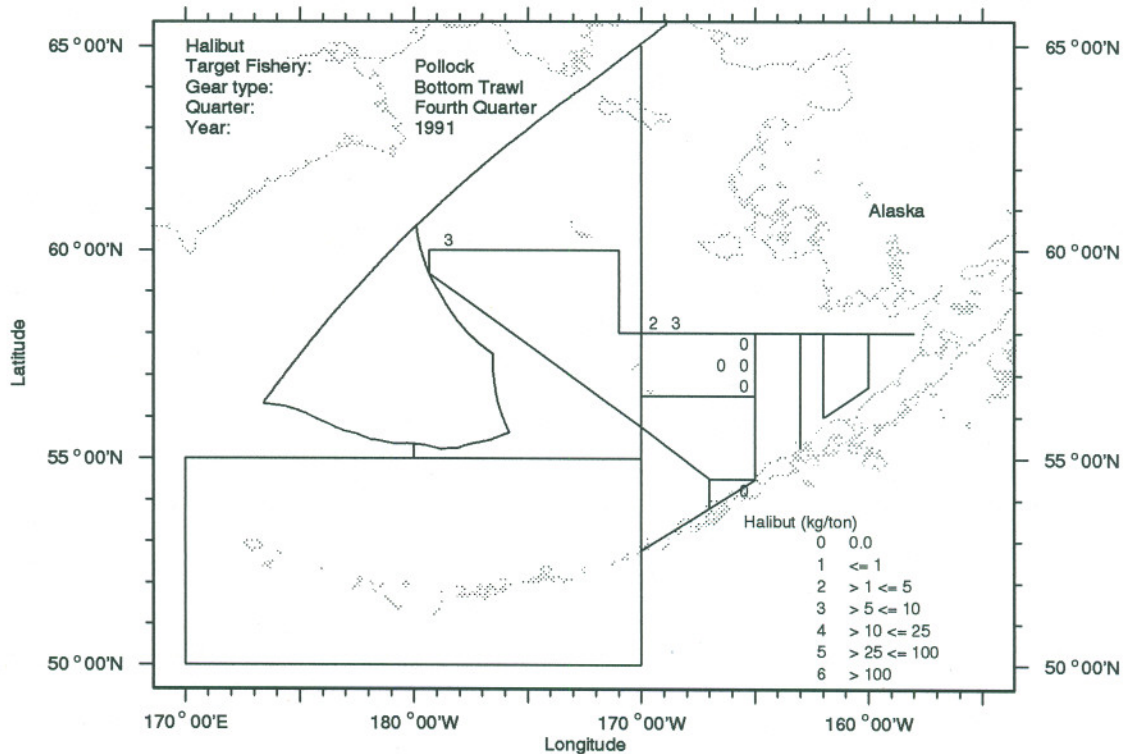 65°00'N
65°00'N
Halibut
Target Fishery: Pollock
Gear type: Bottom Trawl
Quarter: Fourth Quarter
Year: 1991
Alaska
3
60°00'N
60°00'N
2 3
0
0 0
0
Latitude
55°00'N
55°00'N
0
Halibut (kg/ton)
0 0.0
1 <= 1
2 > 1 <= 5
3 > 5 <= 10
4 > 10 <= 25
5 > 25 <= 100
6 > 100
50°00'N
50°00'N
170°00'E
180°00'W
170°00'W
160°00'W
Longitude